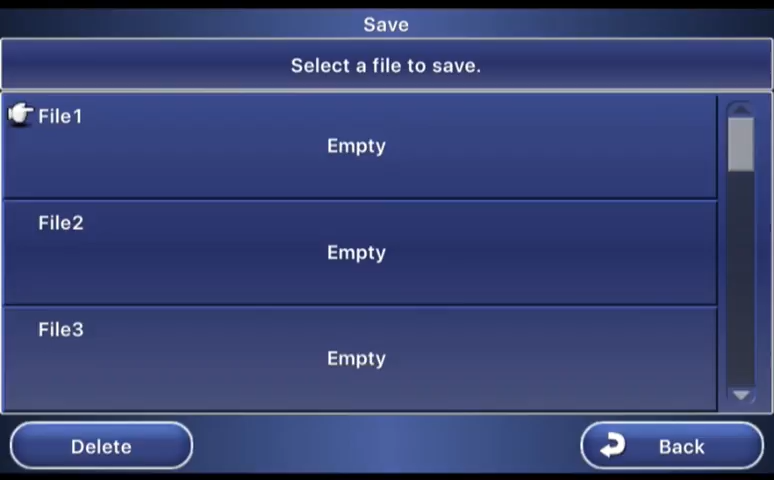 Save
Select a file to save.
File1
Empty
File2
Empty
File3
Empty
Delete
Back